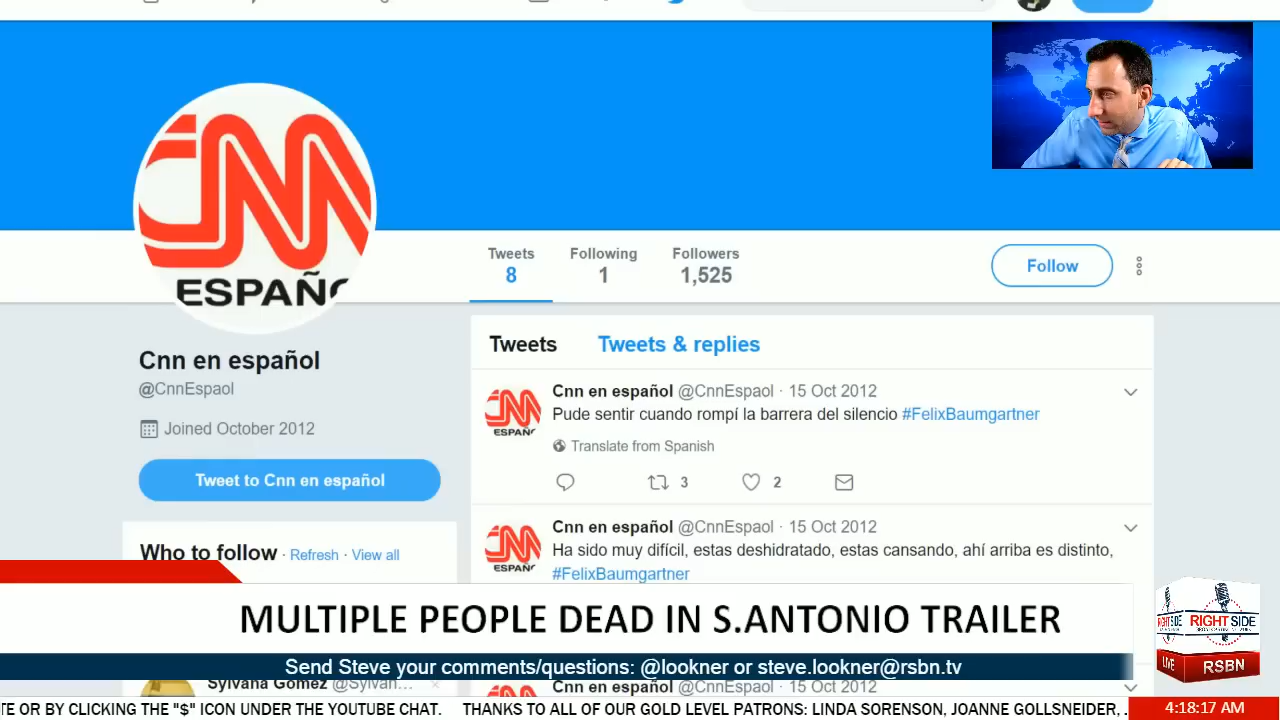 CNN
ESPAÑO
Tweets
8
Following
1
Followers
1,525
Follow
Cnn en español
@CnnEspaol
Joined October 2012
Tweet to Cnn en español
Who to follow · Refresh · View all
Tweets
Tweets & replies
Cnn en español @CnnEspaol · 15 Oct 2012
Pude sentir cuando rompí la barrera del silencio #FelixBaumgartner
Translate from Spanish
3
2
Cnn en español @CnnEspaol · 15 Oct 2012
Ha sido muy difícil, estas deshidratado, estas cansando, ahí arriba es distinto,
#FelixBaumgartner
MULTIPLE PEOPLE DEAD IN S.ANTONIO TRAILER
RIGHT SIDE
LIVE
RSBN
Send Steve your comments/questions: @lookner or steve.lookner@rsbn.tv
Sylvana Gomez @Sylvan...
Cnn en español @CnnEspaol · 15 Oct 2012
TE OR BY CLICKING THE "$" ICON UNDER THE YOUTUBE CHAT. THANKS TO ALL OF OUR GOLD LEVEL PATRONS: LINDA SORENSON, JOANNE GOLLSNEIDER, .
4:18:17 AM